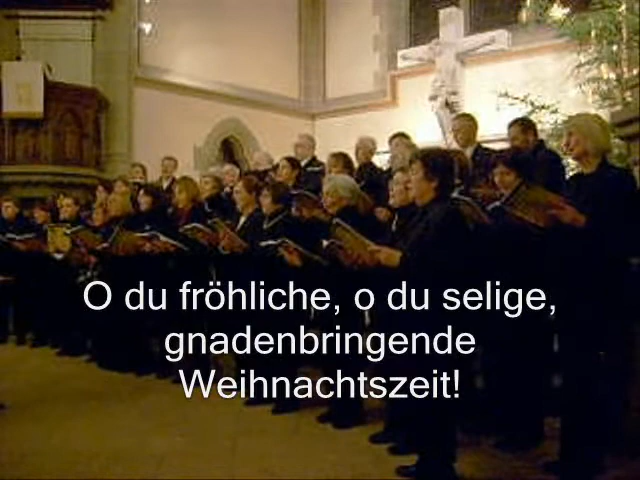 O du fröhliche, o du selige,
gnadenbringende
Weihnachtszeit!